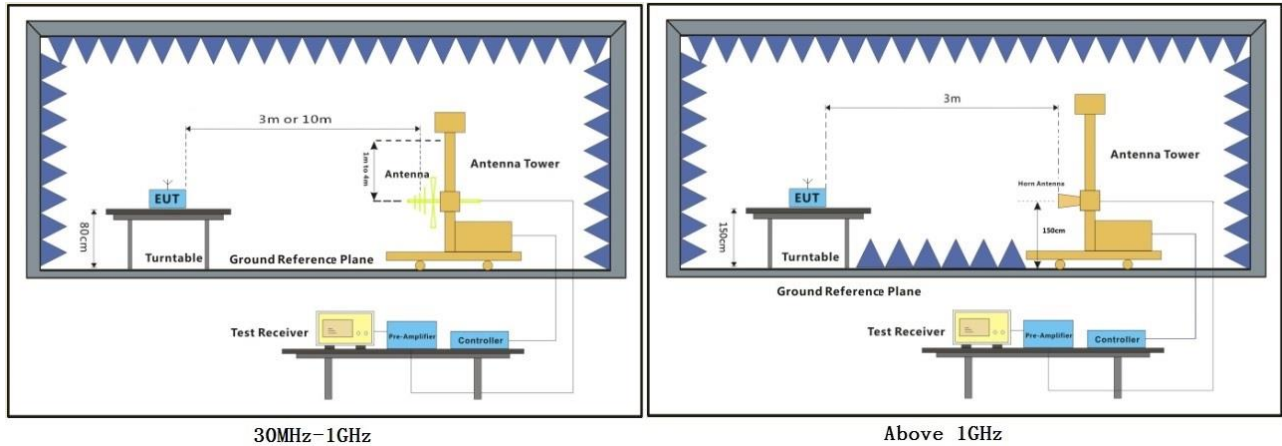 3m or 10m
1m to 4m
Antenna
Antenna Tower
EUT
80cm
Turntable
Ground Reference Plane
Test Receiver
Pre-Amplifier
Controller
30MHz-1GHz
3m
Antenna Tower
Horn Antenna
EUT
150cm
150cm
Turntable
Ground Reference Plane
Test Receiver
Pre-Amplifier
Controller
Above 1GHz